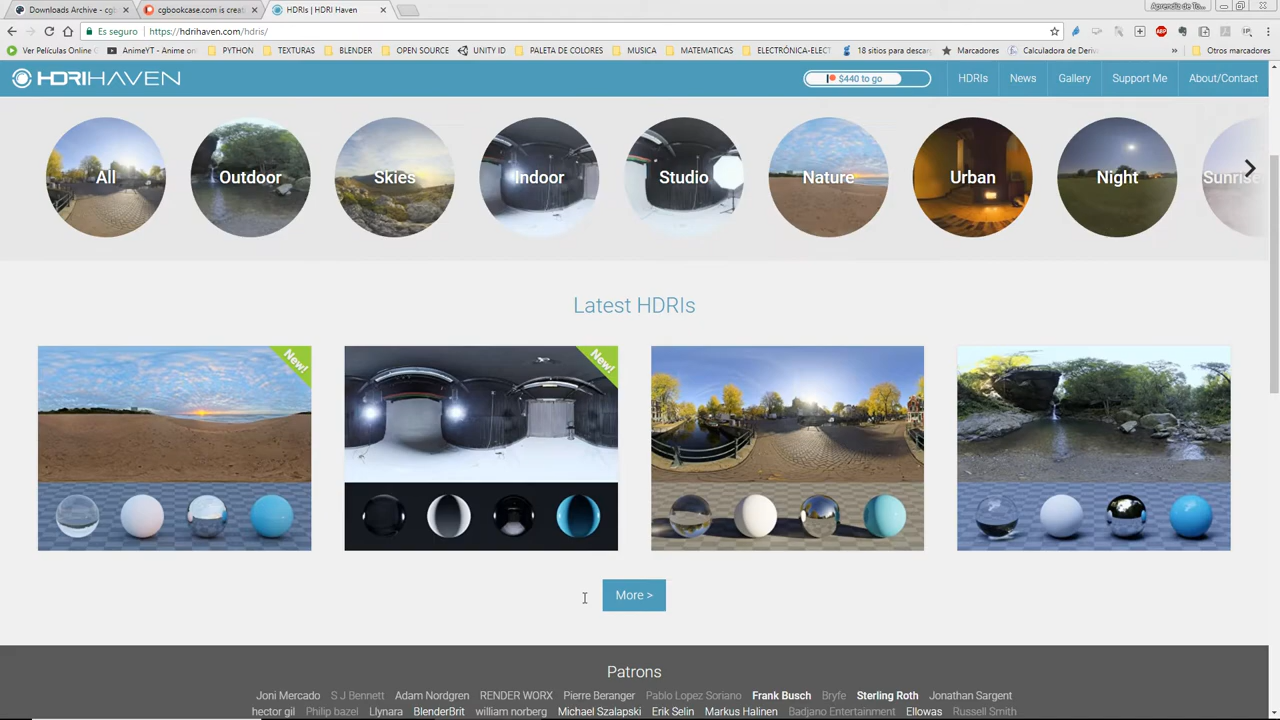 Downloads Archive - cg
cgbookcase.com is creat
HDRIs | HDRI Haven
Aprendiz de To...
Es seguro | https://hdrihaven.com/hdris/
Ver Películas Online
AnimeYT - Anime on
PYTHON
TEXTURAS
BLENDER
OPEN SOURCE
UNITY ID
PALETA DE COLORES
MUSICA
MATEMATICAS
ELECTRÓNICA-ELECT
18 sitios para descar
Marcadores
Calculadora de Deriv
»
Otros marcadores
HDRIHAVEN
$440 to go
HDRIs
News
Gallery
Support Me
About/Contact
All
Outdoor
Skies
Indoor
Studio
Nature
Urban
Night
Sunrise
Latest HDRIs
New!
New!
More >
Patrons
Joni Mercado S J Bennett Adam Nordgren RENDER WORX Pierre Beranger Pablo Lopez Soriano Frank Busch Bryfe Sterling Roth Jonathan Sargent
hector gil Philip bazel Llynara BlenderBrit william norberg Michael Szalapski Erik Selin Markus Halinen Badjano Entertainment Ellowas Russell Smith